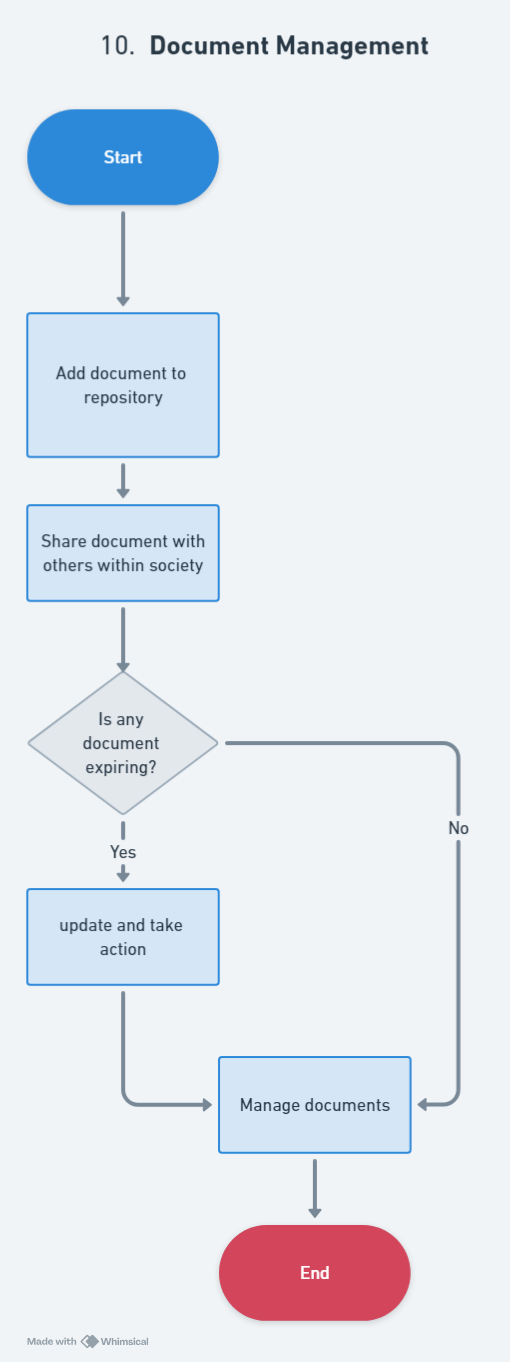 10. Document Management
Start
Add document to
repository
Share document with
others within society
Is any
document
expiring?
No
Yes
update and take
action
Manage documents
End
Made with Whimsical